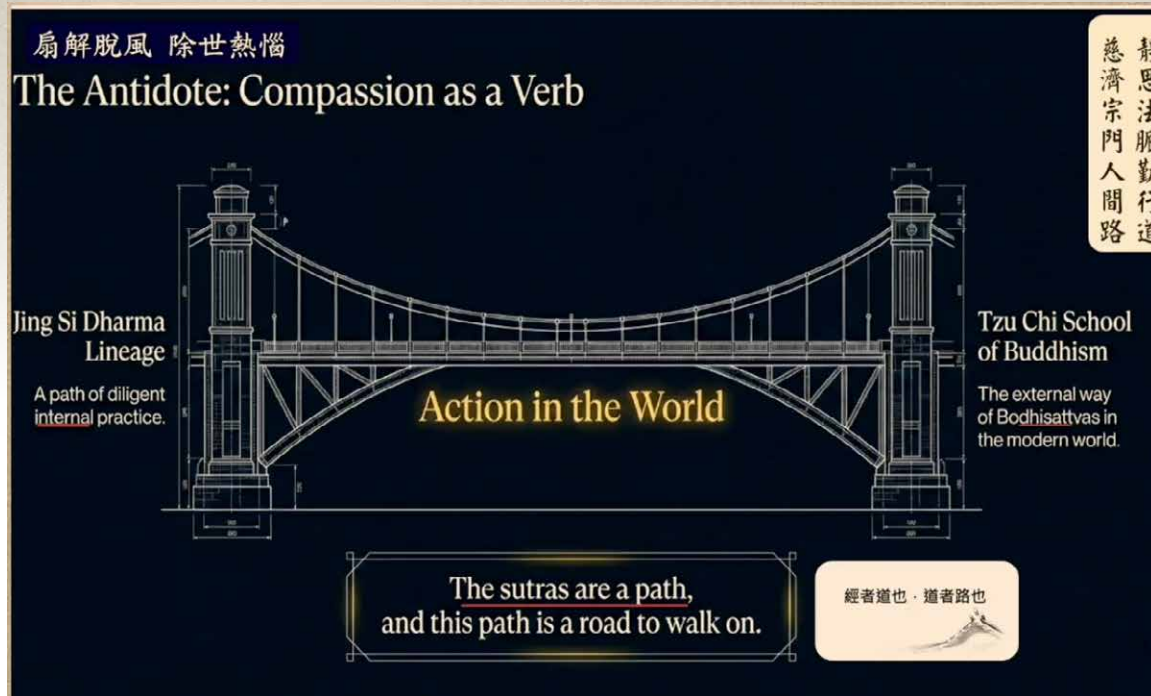 扇解脫風 除世熱惱
The Antidote: Compassion as a Verb
靜思法脈勤行道
慈濟宗門人間路
Jing Si Dharma
Lineage
A path of diligent
internal practice.
Action in the World
Tzu Chi School
of Buddhism
The external way
of Bodhisattvas in
the modern world.
The sutras are a path,
and this path is a road to walk on.
經者道也・道者路也